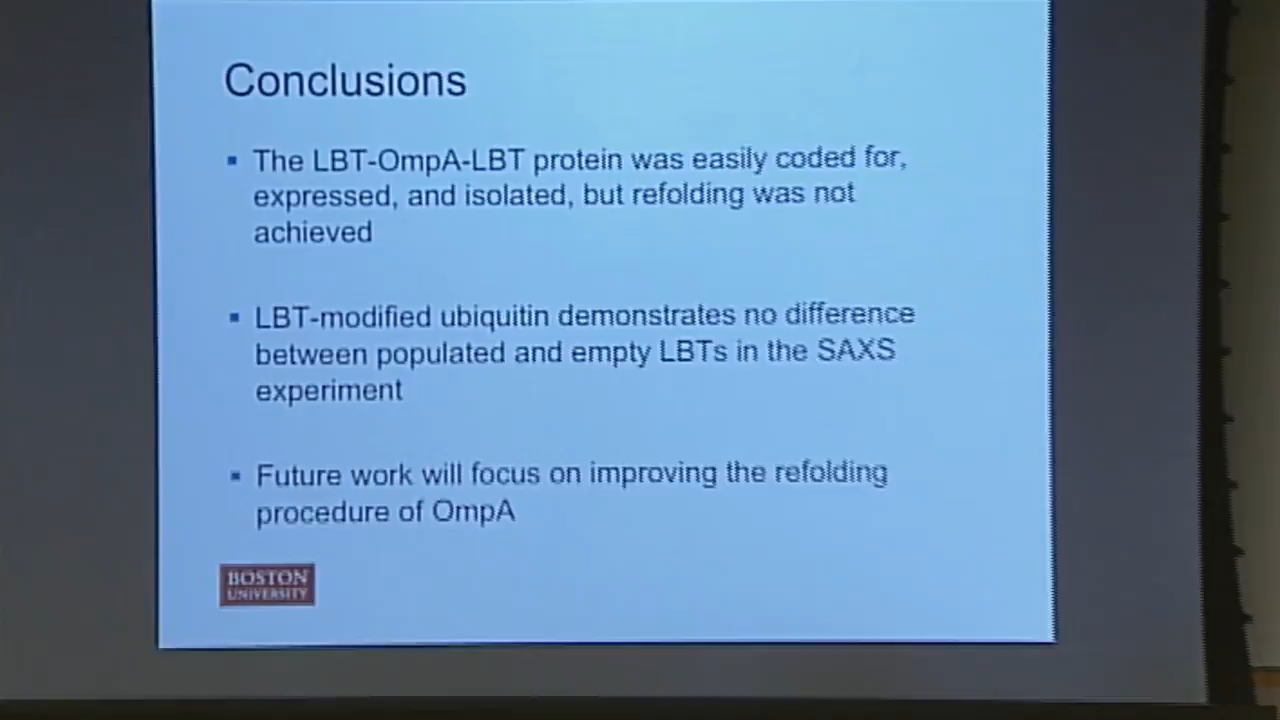 Conclusions
▪ The LBT-OmpA-LBT protein was easily coded for,
expressed, and isolated, but refolding was not
achieved
▪ LBT-modified ubiquitin demonstrates no difference
between populated and empty LBTs in the SAXS
experiment
▪ Future work will focus on improving the refolding
procedure of OmpA
BOSTON
UNIVERSITY